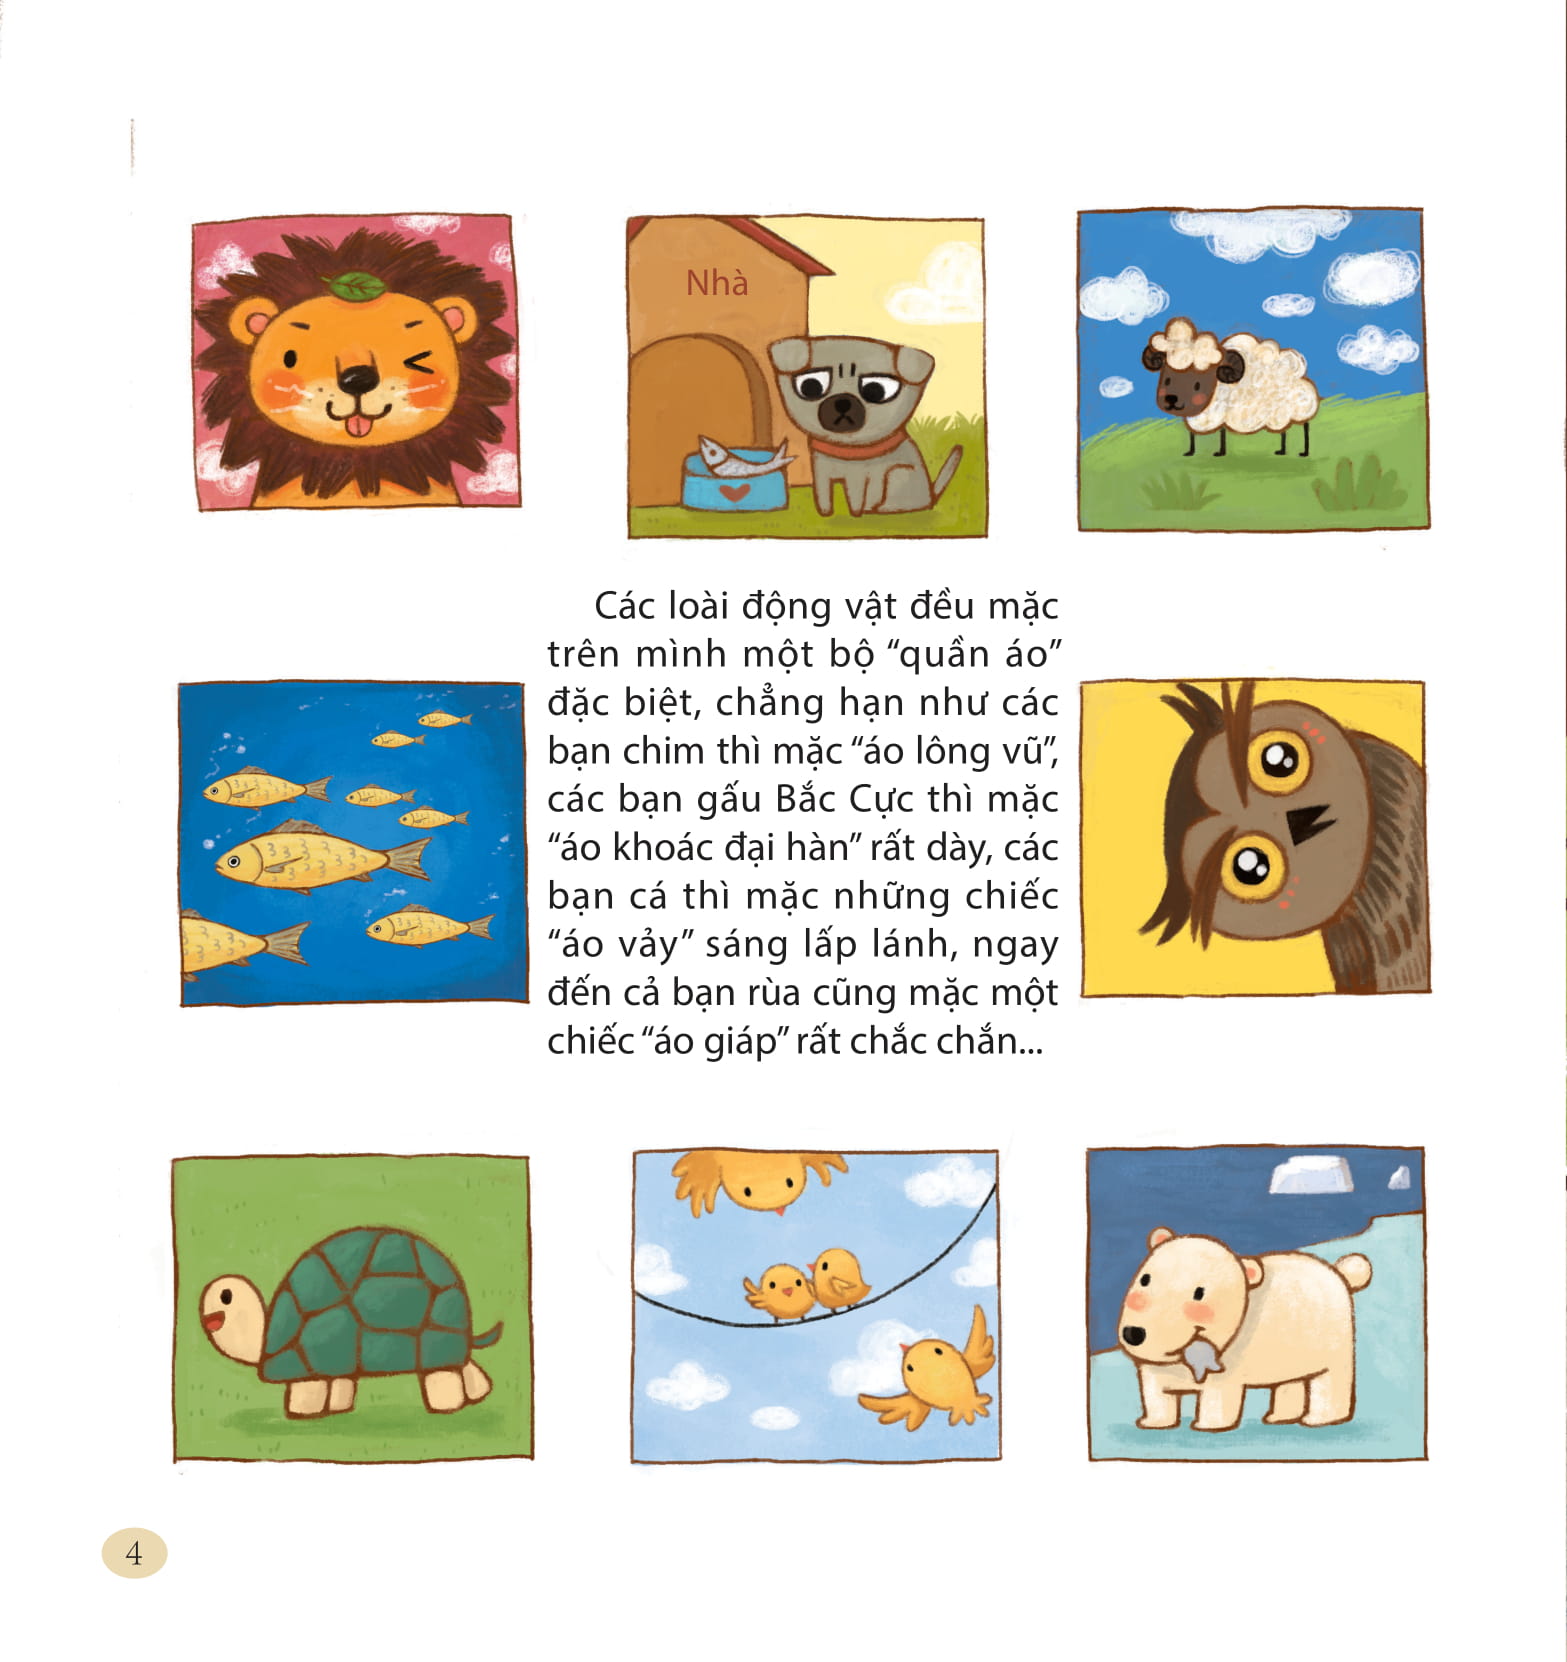 Nhà
Các loài động vật đều mặc
trên mình một bộ “quần áo”
đặc biệt, chẳng hạn như các
bạn chim thì mặc “áo lông vũ”,
các bạn gấu Bắc Cực thì mặc
“áo khoác đại hàn” rất dày, các
bạn cá thì mặc những chiếc
“áo vảy” sáng lấp lánh, ngay
đến cả bạn rùa cũng mặc một
chiếc “áo giáp” rất chắc chắn...
4